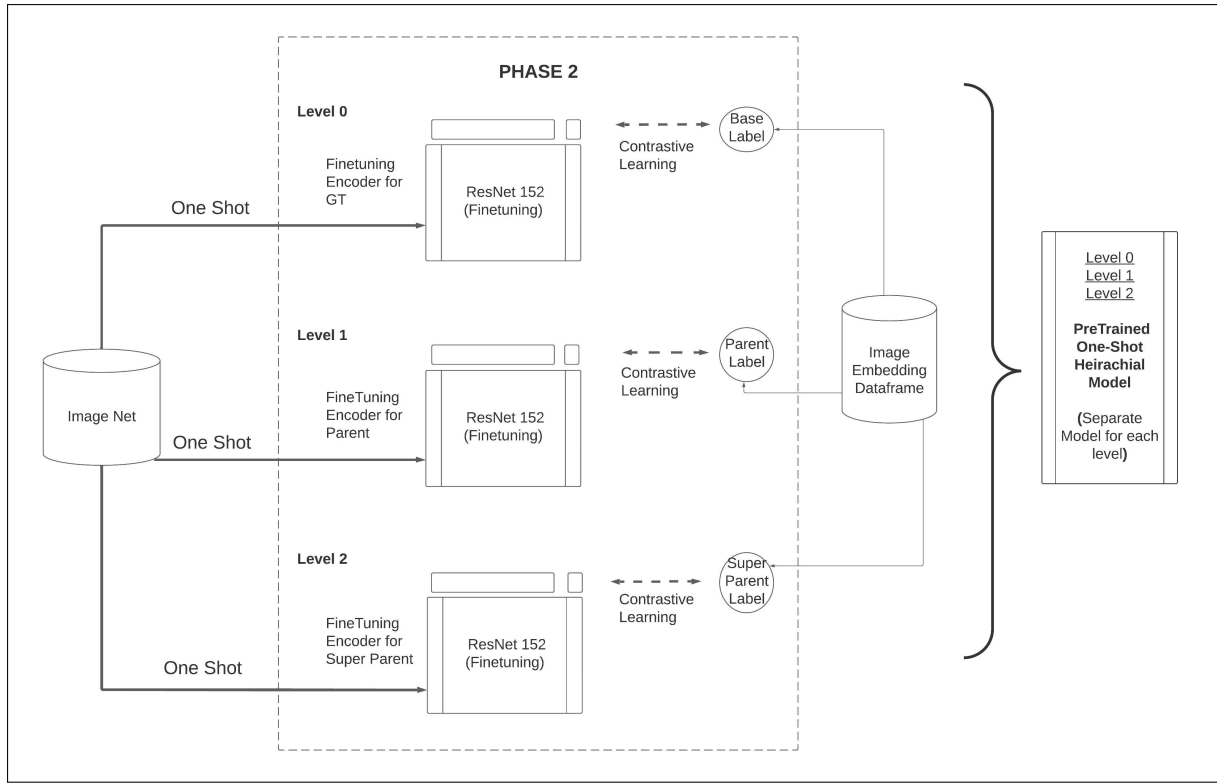 PHASE 2
Level 0
Finetuning
Encoder for
GT
One Shot
ResNet 152
(Finetuning)
Contrastive
Learning
Base
Label
Level 1
FineTuning
Encoder for
Parent
One Shot
ResNet 152
(Finetuning)
Contrastive
Learning
Parent
Label
Level 2
FineTuning
Encoder for
Super Parent
One Shot
ResNet 152
(Finetuning)
Contrastive
Learning
Super
Parent
Label
Image Net
Image
Embedding
Dataframe
Level 0
Level 1
Level 2
PreTrained
One-Shot
Heirachial
Model
(Separate
Model for each
level)